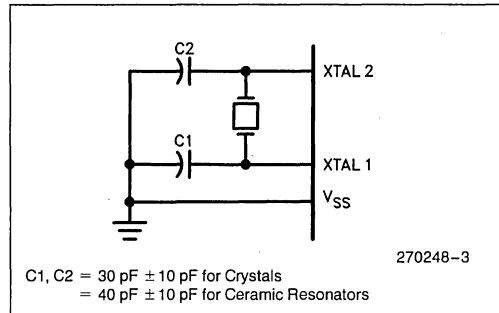 C2
XTAL 2
C1
XTAL 1
VSS
270248–3
C1, C2 = 30 pF ±10 pF for Crystals
= 40 pF ±10 pF for Ceramic Resonators